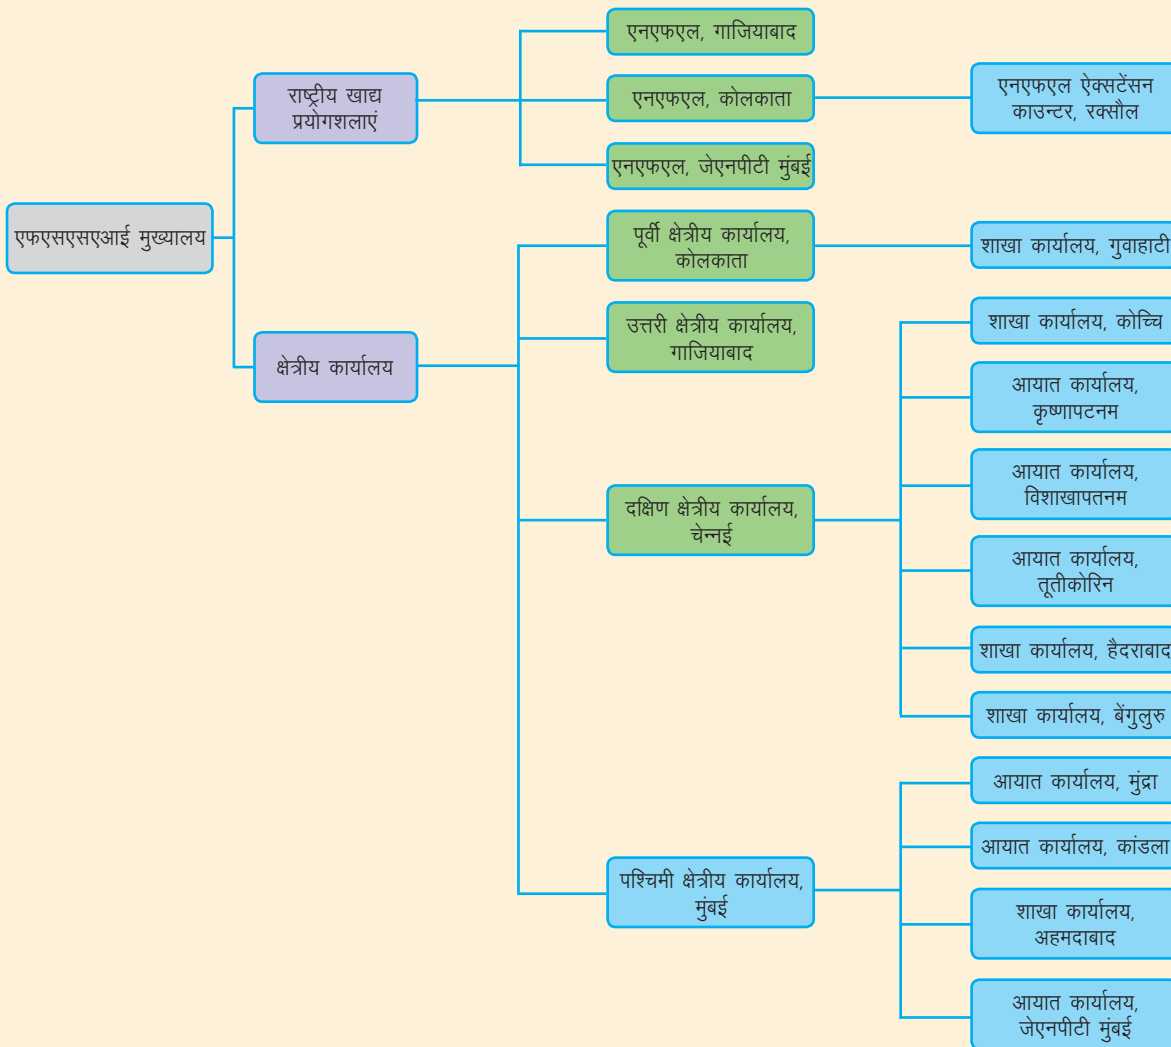 एफएसएसएआई मुख्यालय
राष्ट्रीय खाद्य
प्रयोगशलाएं
एनएफएल, गाजियाबाद
एनएफएल, कोलकाता
एनएफएल ऐक्सटेंसन
काउन्टर, रक्सौल
एनएफएल, जेएनपीटी मुंबई
क्षेत्रीय कार्यालय
पूर्वी क्षेत्रीय कार्यालय,
कोलकाता
शाखा कार्यालय, गुवाहाटी
उत्तरी क्षेत्रीय कार्यालय,
गाजियाबाद
दक्षिण क्षेत्रीय कार्यालय,
चेन्नई
शाखा कार्यालय, कोच्चि
आयात कार्यालय,
कृष्णापटनम
आयात कार्यालय,
विशाखापतनम
आयात कार्यालय,
तूतीकोरिन
शाखा कार्यालय, हैदराबाद
शाखा कार्यालय, बेंगुलुरु
पश्चिमी क्षेत्रीय कार्यालय,
मुंबई
आयात कार्यालय, मुंद्रा
आयात कार्यालय, कांडला
शाखा कार्यालय,
अहमदाबाद
आयात कार्यालय,
जेएनपीटी मुंबई